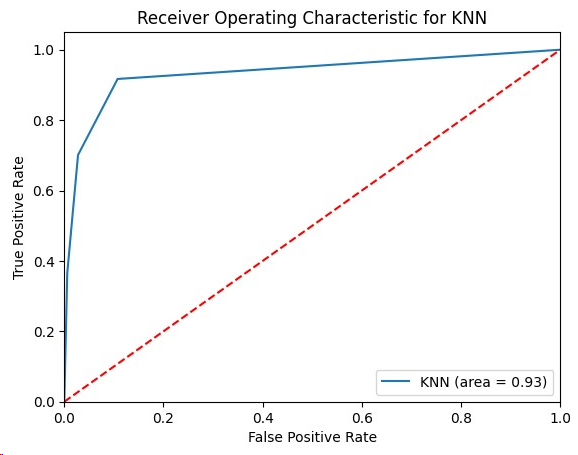 Receiver Operating Characteristic for KNN
1.0
0.8
0.6
0.4
0.2
0.0
True Positive Rate
KNN (area = 0.93)
0.0 0.2 0.4 0.6 0.8 1.0
False Positive Rate